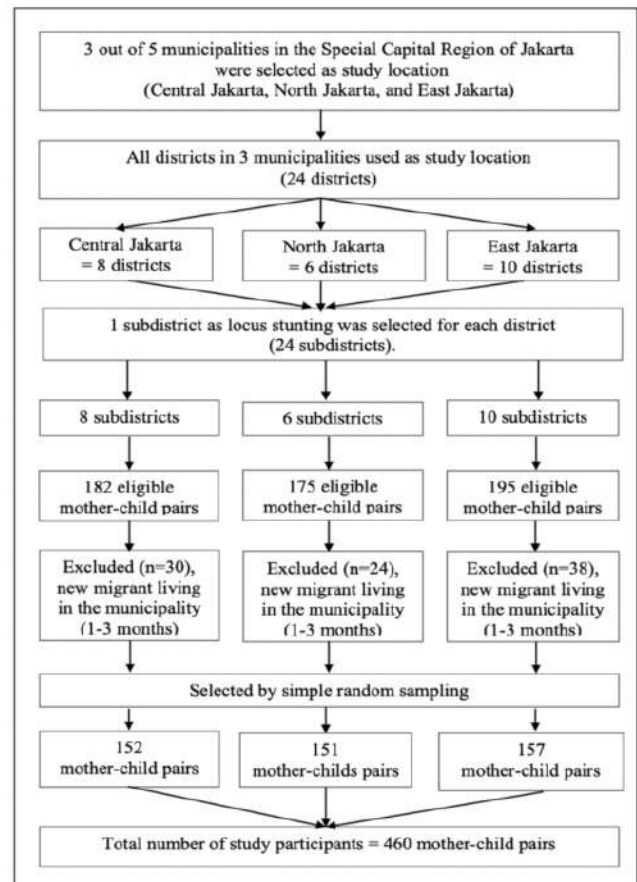 3 out of 5 municipalities in the Special Capital Region of Jakarta
were selected as study location
(Central Jakarta, North Jakarta, and East Jakarta)
All districts in 3 municipalities used as study location
(24 districts)
Central Jakarta
= 8 districts
North Jakarta
= 6 districts
East Jakarta
= 10 districts
1 subdistrict as locus stunting was selected for each district
(24 subdistricts).
8 subdistricts
6 subdistricts
10 subdistricts
182 eligible
mother-child pairs
175 eligible
mother-child pairs
195 eligible
mother-child pairs
Excluded (n=30),
new migrant living
in the municipality
(1-3 months)
Excluded (n=24),
new migrant living
in the municipality
(1-3 months)
Excluded (n=38),
new migrant living
in the municipality
(1-3 months)
Selected by simple random sampling
152
mother-child pairs
151
mother-childs pairs
157
mother-child pairs
Total number of study participants = 460 mother-child pairs